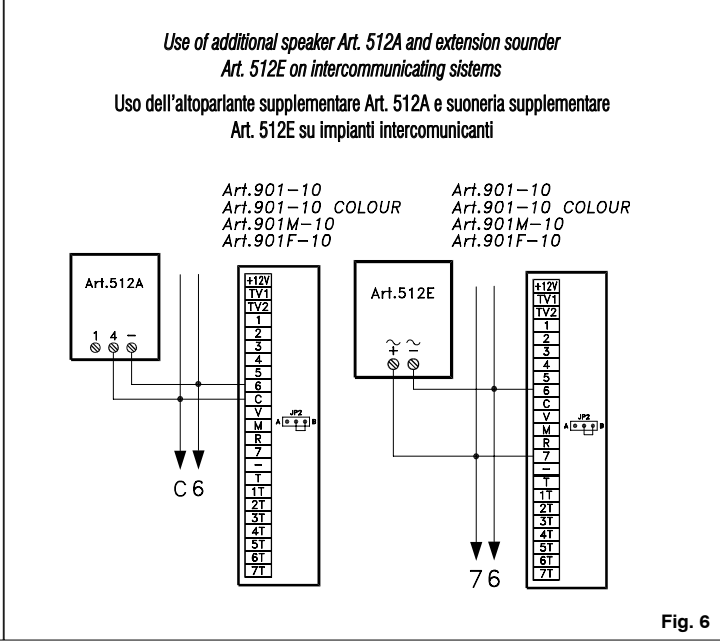 Use of additional speaker Art. 512A and extension sounder
Art. 512E on intercommunicating sistems
Uso dell'altoparlante supplementare Art. 512A e suoneria supplementare
Art. 512E su impianti intercomunicanti
Art.901-10
Art.901-10 COLOUR
Art.901M-10
Art.901F-10
Art.512A
1 4 –
+12V
TV1
TV2
1
2
3
4
5
6
C
V
M
R
7
–
T
1T
2T
3T
4T
5T
6T
7T
JP2
A B
C 6
Art.901-10
Art.901-10 COLOUR
Art.901M-10
Art.901F-10
Art.512E
~ ~
+ –
+12V
TV1
TV2
1
2
3
4
5
6
C
V
M
R
7
–
T
1T
2T
3T
4T
5T
6T
7T
JP2
A B
7 6
Fig. 6